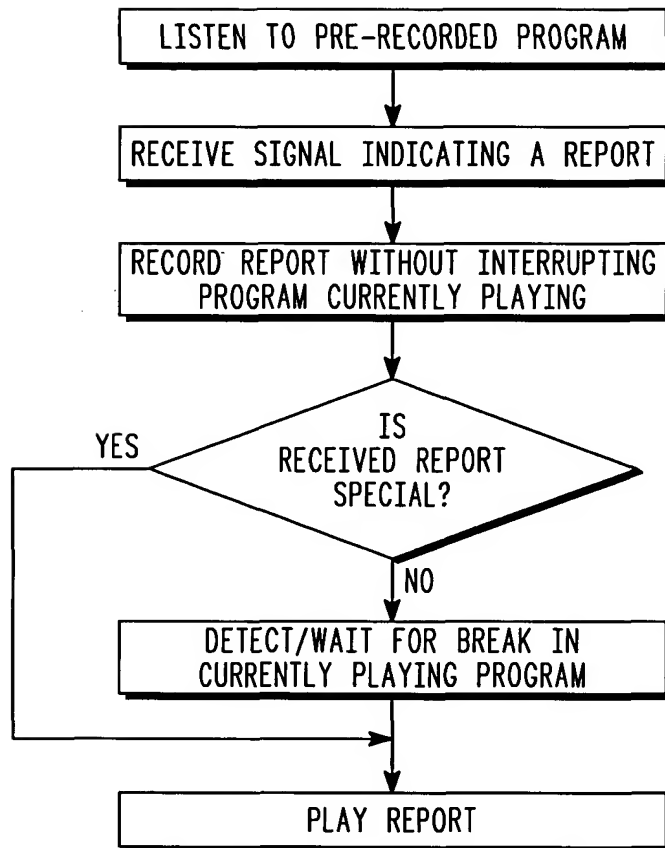 LISTEN TO PRE-RECORDED PROGRAM
RECEIVE SIGNAL INDICATING A REPORT
RECORD REPORT WITHOUT INTERRUPTING
PROGRAM CURRENTLY PLAYING
IS
RECEIVED REPORT
SPECIAL?
YES
NO
DETECT/WAIT FOR BREAK IN
CURRENTLY PLAYING PROGRAM
PLAY REPORT